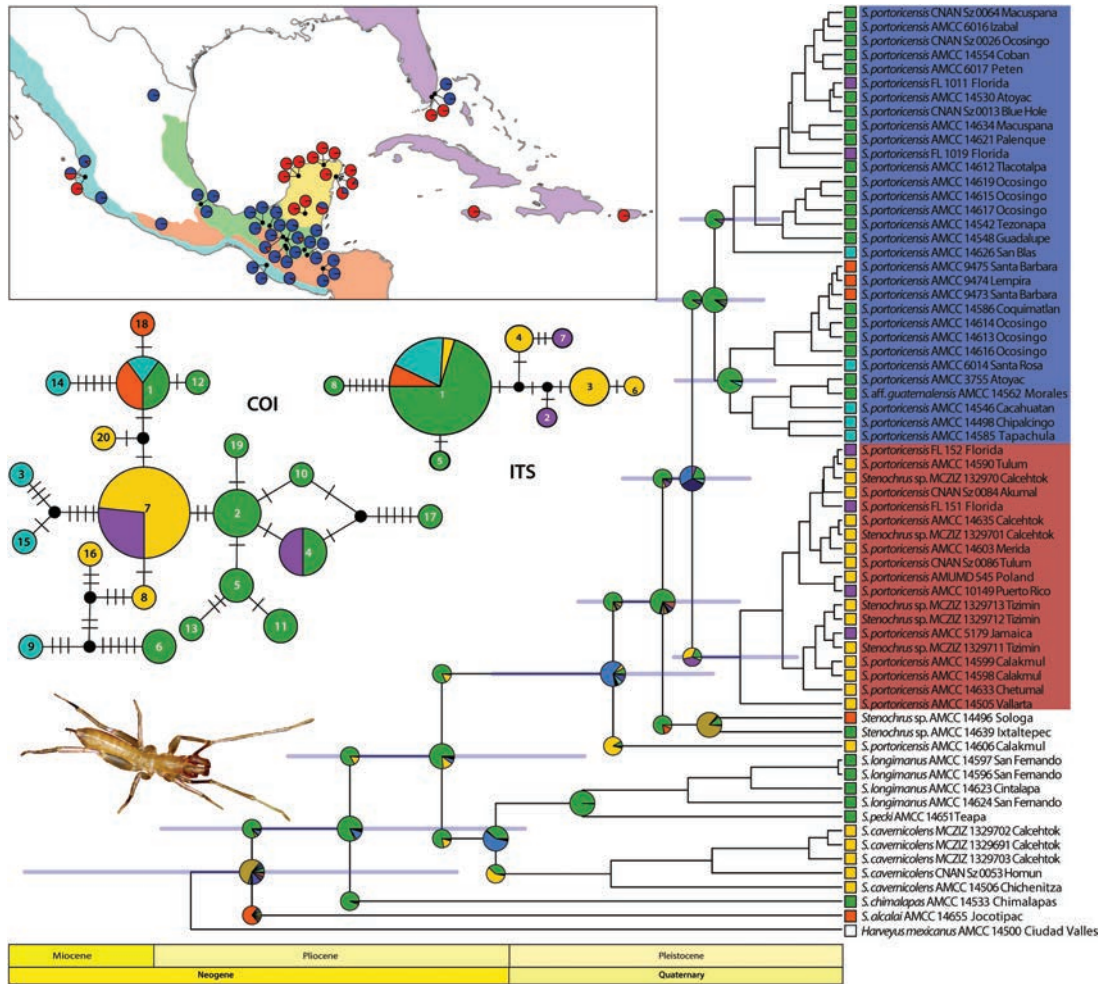 S. portoricensis CNAN Sz 0064 Macuspana
S. portoricensis AMCC 6016 Izabal
S. portoricensis CNAN Sz 0026 Ocosingo
S. portoricensis AMCC 14554 Coban
S. portoricensis AMCC 6017 Peten
S. portoricensis FL 1011 Florida
S. portoricensis AMCC 14530 Atoyac
S. portoricensis CNAN Sz 0013 Blue Hole
S. portoricensis AMCC 14634 Macuspana
S. portoricensis AMCC 14621 Palenque
S. portoricensis FL 1019 Florida
S. portoricensis AMCC 14612 Tlacotalpa
S. portoricensis AMCC 14619 Ocosingo
S. portoricensis AMCC 14615 Ocosingo
S. portoricensis AMCC 14617 Ocosingo
S. portoricensis AMCC 14542 Tezonapa
S. portoricensis AMCC 14548 Guadalupe
S. portoricensis AMCC 14626 San Blas
S. portoricensis AMCC 9475 Santa Barbara
S. portoricensis AMCC 9474 Lempira
S. portoricensis AMCC 9473 Santa Barbara
S. portoricensis AMCC 14586 Coquimatlan
S. portoricensis AMCC 14614 Ocosingo
S. portoricensis AMCC 14613 Ocosingo
S. portoricensis AMCC 14616 Ocosingo
S. portoricensis AMCC 6014 Santa Rosa
S. portoricensis AMCC 3755 Atoyac
S. aff. guatemalensis AMCC 14562 Morales
S. portoricensis AMCC 14546 Cacahuatan
S. portoricensis AMCC 14498 Chipalcingo
S. portoricensis AMCC 14585 Tapachula
S. portoricensis FL 152 Florida
S. portoricensis AMCC 14590 Tulum
Stenochrus sp. MCZIZ 132970 Calcehtok
S. portoricensis CNAN Sz 0084 Akumal
S. portoricensis FL 151 Florida
S. portoricensis AMCC 14635 Calcehtok
Stenochrus sp. MCZIZ 1329701 Calcehtok
S. portoricensis AMCC 14603 Merida
S. portoricensis CNAN Sz 0086 Tulum
S. portoricensis AMUMD 545 Poland
S. portoricensis AMCC 10149 Puerto Rico
Stenochrus sp. MCZIZ 1329713 Tizimin
Stenochrus sp. MCZIZ 1329712 Tizimin
S. portoricensis AMCC 5179 Jamaica
Stenochrus sp. MCZIZ 1329711 Tizimin
S. portoricensis AMCC 14599 Calakmul
S. portoricensis AMCC 14598 Calakmul
S. portoricensis AMCC 14633 Chetumal
S. portoricensis AMCC 14505 Vallarta
Stenochrus sp. AMCC 14496 Sologa
Stenochrus sp. AMCC 14639 Ixtaltepec
S. portoricensis AMCC 14606 Calakmul
S. longimanus AMCC 14597 San Fernando
S. longimanus AMCC 14596 San Fernando
S. longimanus AMCC 14623 Cintalapa
S. longimanus AMCC 14624 San Fernando
S. pecki AMCC 14651 Teapa
S. cavernicolens MCZIZ 1329702 Calcehtok
S. cavernicolens MCZIZ 1329691 Calcehtok
S. cavernicolens MCZIZ 1329703 Calcehtok
S. cavernicolens CNAN Sz 0053 Homun
S. cavernicolens AMCC 14506 Chichenitza
S. chimalapas AMCC 14533 Chimalapas
S. alcalai AMCC 14655 Jocotipac
Harveyus mexicanus AMCC 14500 Ciudad Valles
COI
18
14
1
12
20
3
7
15
16
8
9
6
19
2
10
17
4
5
13
11
ITS
8
1
5
4
7
3
6
2
Miocene
Pliocene
Pleistocene
Neogene
Quaternary